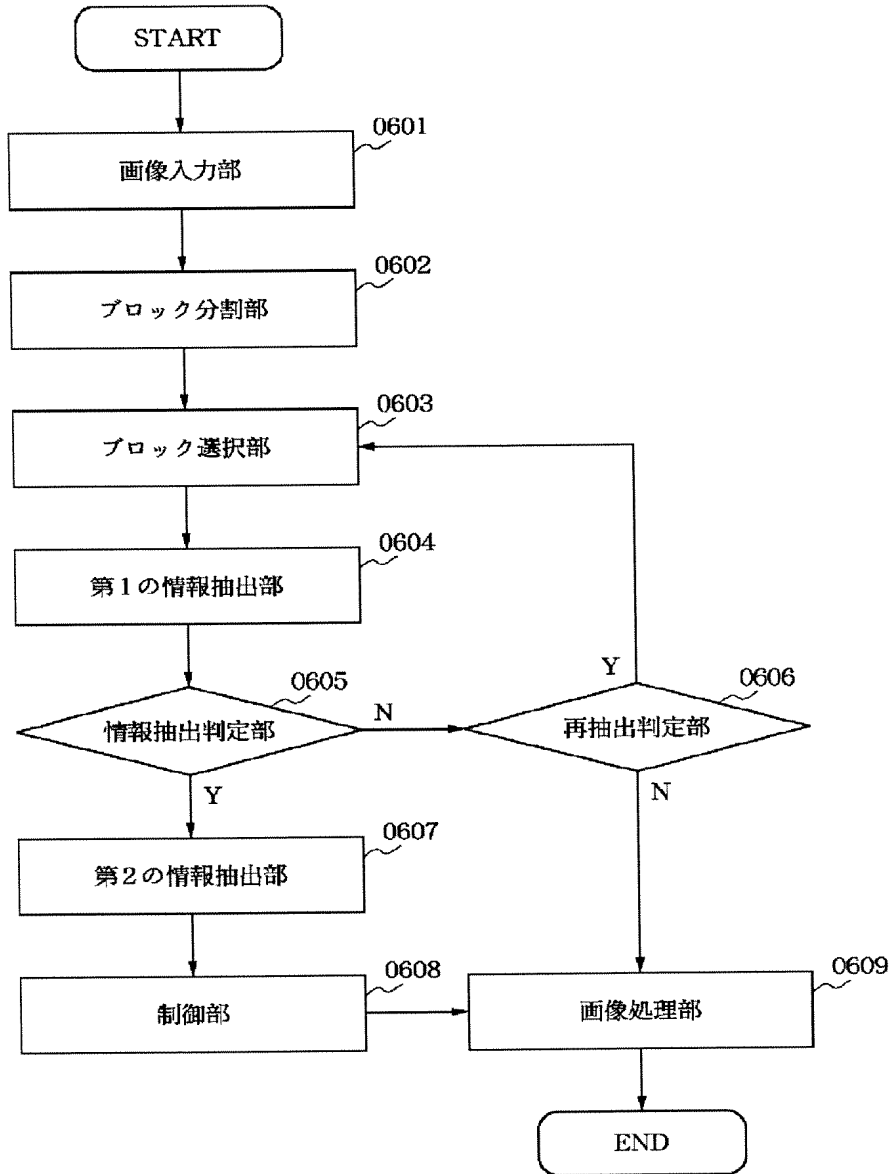 START
0601
画像入力部
0602
ブロック分割部
0603
ブロック選択部
0604
第1の情報抽出部
0605
情報抽出判定部
N
Y
0606
再抽出判定部
Y
N
0607
第2の情報抽出部
0608
制御部
0609
画像処理部
END